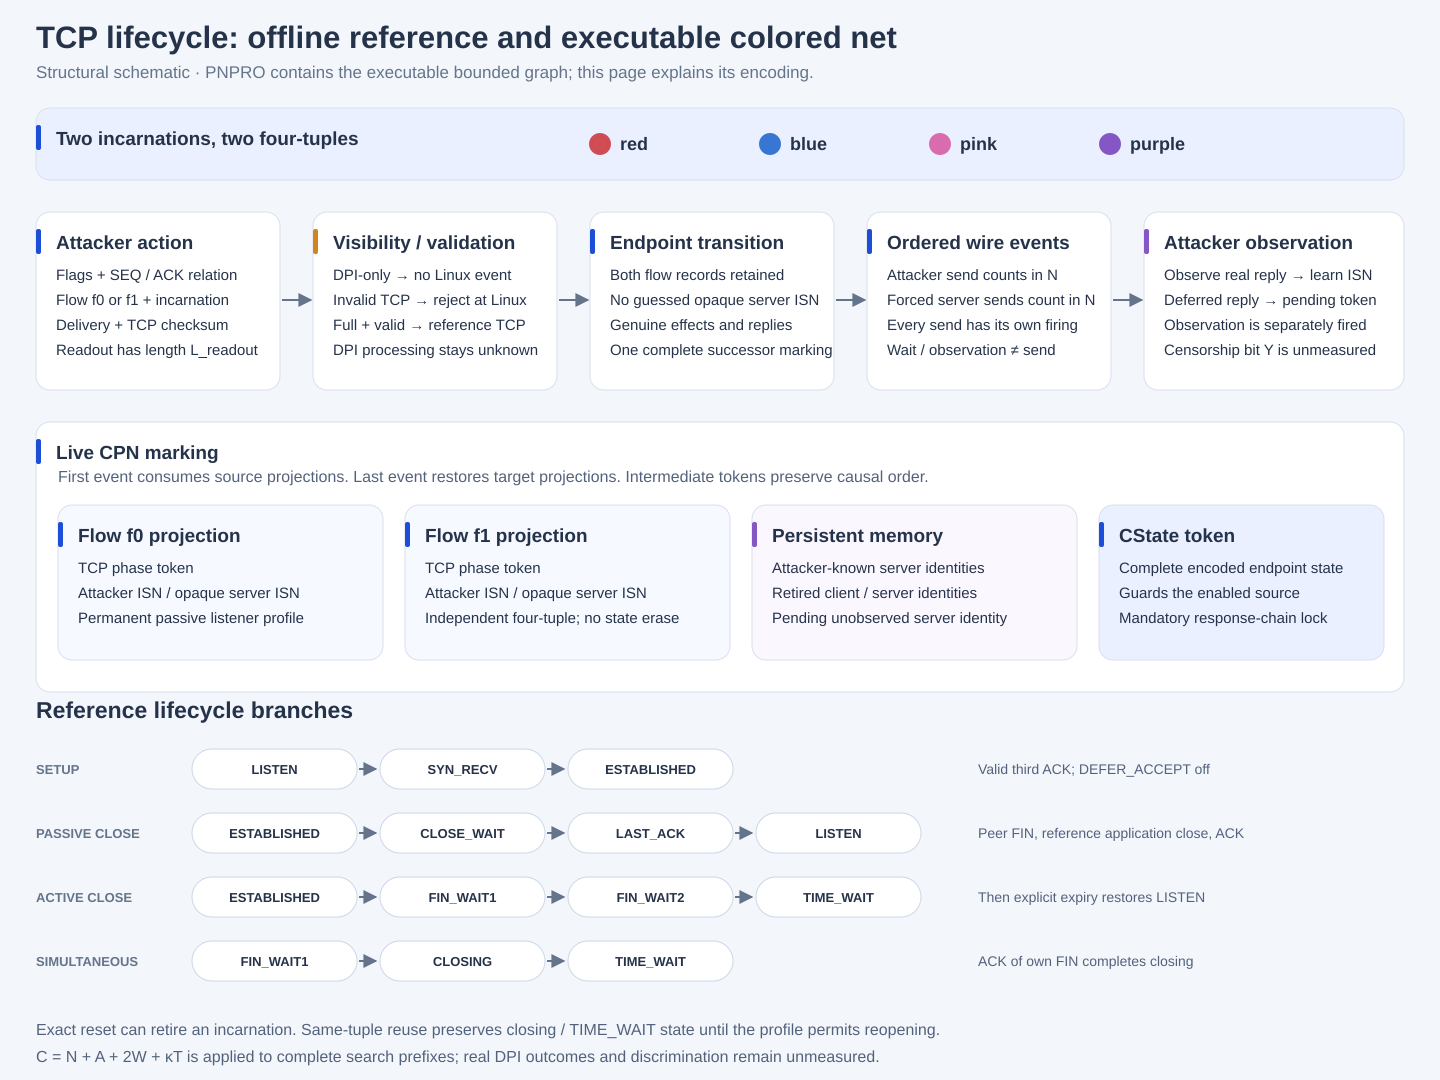 TCP lifecycle: offline reference and executable colored net
Structural schematic · PNPRO contains the executable bounded graph; this page explains its encoding.
Two incarnations, two four-tuples
red
blue
pink
purple
Attacker action
Flags + SEQ / ACK relation
Flow f0 or f1 + incarnation
Delivery + TCP checksum
Readout has length L_readout
Visibility / validation
DPI-only → no Linux event
Invalid TCP → reject at Linux
Full + valid → reference TCP
DPI processing stays unknown
Endpoint transition
Both flow records retained
No guessed opaque server ISN
Genuine effects and replies
One complete successor marking
Ordered wire events
Attacker send counts in N
Forced server sends count in N
Every send has its own firing
Wait / observation ≠ send
Attacker observation
Observe real reply → learn ISN
Deferred reply → pending token
Observation is separately fired
Censorship bit Y is unmeasured
Live CPN marking
First event consumes source projections. Last event restores target projections. Intermediate tokens preserve causal order.
Flow f0 projection
TCP phase token
Attacker ISN / opaque server ISN
Permanent passive listener profile
Flow f1 projection
TCP phase token
Attacker ISN / opaque server ISN
Independent four-tuple; no state erase
Persistent memory
Attacker-known server identities
Retired client / server identities
Pending unobserved server identity
CState token
Complete encoded endpoint state
Guards the enabled source
Mandatory response-chain lock
Reference lifecycle branches
SETUP
LISTEN
SYN_RECV
ESTABLISHED
Valid third ACK; DEFER_ACCEPT off
PASSIVE CLOSE
ESTABLISHED
CLOSE_WAIT
LAST_ACK
LISTEN
Peer FIN, reference application close, ACK
ACTIVE CLOSE
ESTABLISHED
FIN_WAIT1
FIN_WAIT2
TIME_WAIT
Then explicit expiry restores LISTEN
SIMULTANEOUS
FIN_WAIT1
CLOSING
TIME_WAIT
ACK of own FIN completes closing
Exact reset can retire an incarnation. Same-tuple reuse preserves closing / TIME_WAIT state until the profile permits reopening.
C = N + A + 2W + κT is applied to complete search prefixes; real DPI outcomes and discrimination remain unmeasured.